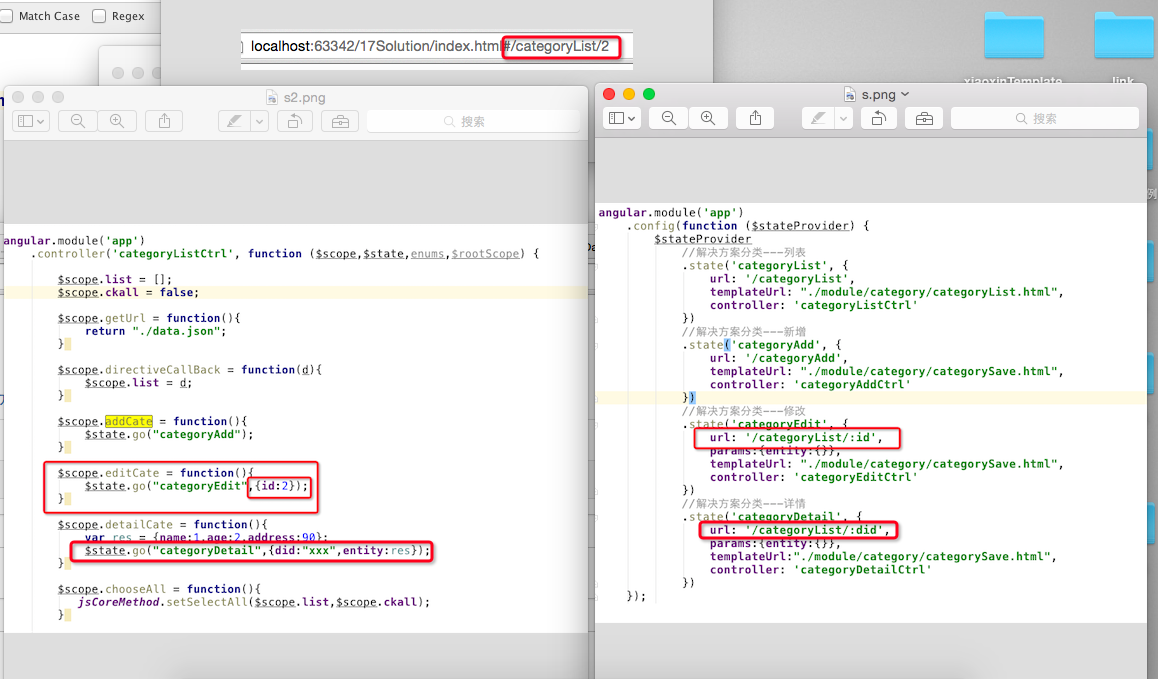 Match Case
Regex
localhost:63342/17Solution/index.html#/categoryList/2
xiaoxinTemplate
link
s2.png
搜索
angular.module('app')
.controller('categoryListCtrl', function ($scope,$state,enums,$rootScope) {
$scope.list = [];
$scope.ckall = false;
$scope.getUrl = function(){
return "./data.json";
}
$scope.directiveCallBack = function(d){
$scope.list = d;
}
$scope.addCate = function(){
$state.go("categoryAdd");
}
$scope.editCate = function(){
$state.go("categoryEdit",{id:2});
}
$scope.detailCate = function(){
var res = {name:1,age:2,address:90};
$state.go("categoryDetail",{did:"xxx",entity:res});
}
$scope.chooseAll = function(){
jsCoreMethod.setSelectAll($scope.list,$scope.ckall);
}
s.png
搜索
angular.module('app')
.config(function ($stateProvider) {
$stateProvider
//解决方案分类---列表
.state('categoryList', {
url: '/categoryList',
templateUrl: "./module/category/categoryList.html",
controller: 'categoryListCtrl'
})
//解决方案分类---新增
.state('categoryAdd', {
url: '/categoryAdd',
templateUrl: "./module/category/categorySave.html",
controller: 'categoryAddCtrl'
})
//解决方案分类---修改
.state('categoryEdit', {
url: '/categoryList/:id',
params:{entity:{}},
templateUrl: "./module/category/categorySave.html",
controller: 'categoryEditCtrl'
})
//解决方案分类---详情
.state('categoryDetail', {
url: '/categoryList/:did',
params:{entity:{}},
templateUrl:"./module/category/categorySave.html",
controller: 'categoryDetailCtrl'
})
});
例